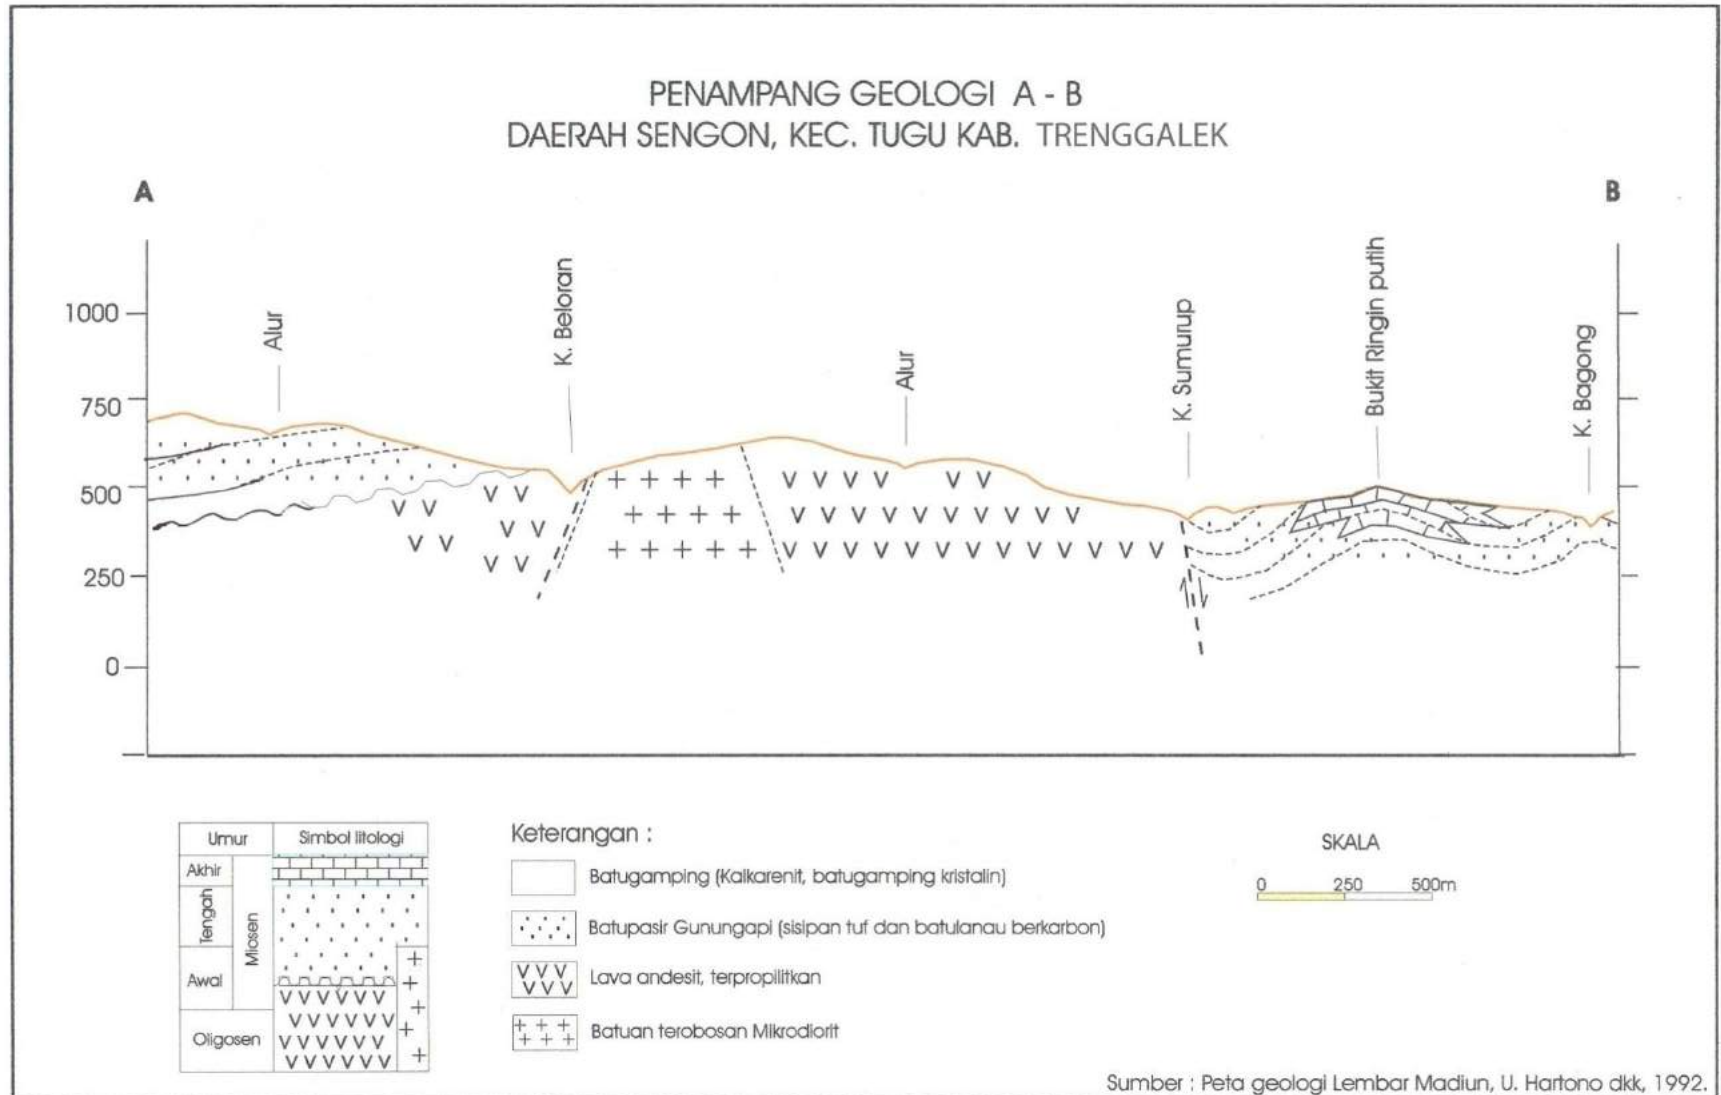 PENAMPANG GEOLOGI A - B
DAERAH SENGON, KEC. TUGU KAB. TRENGGALEK
A
B
Alur
K. Beloran
Alur
K. Sumurup
Bukit Ringin putih
K. Bagong
1000
750
500
250
0
Umur
Simbol litologi
Akhir
Tengah
Awal
Miosen
Oligosen
Keterangan :
Batugamping (Kalkarenit, batugamping kristalin)
Batupasir Gunungapi (sisipan tuf dan batulanau berkarbon)
Lava andesit, terpropilitkan
Batuan terobosan Mikrodiorit
SKALA
0 250 500m
Sumber : Peta geologi Lembar Madiun, U. Hartono dkk, 1992.